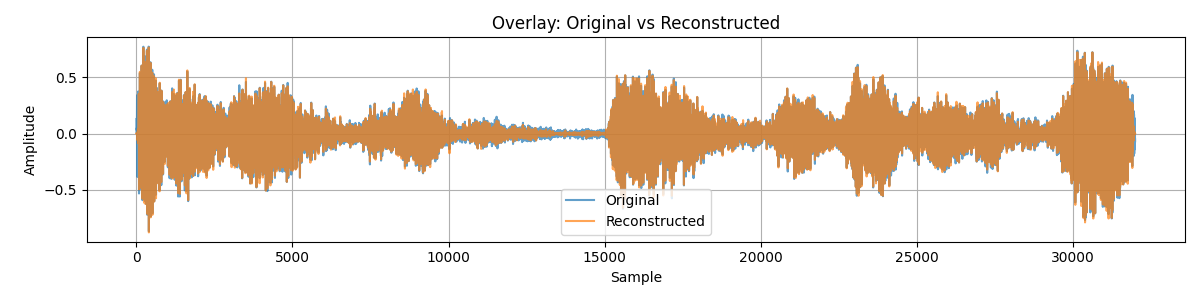 Overlay: Original vs Reconstructed
Amplitude
0.5
0.0
−0.5
Original
Reconstructed
0
5000
10000
15000
20000
25000
30000
Sample